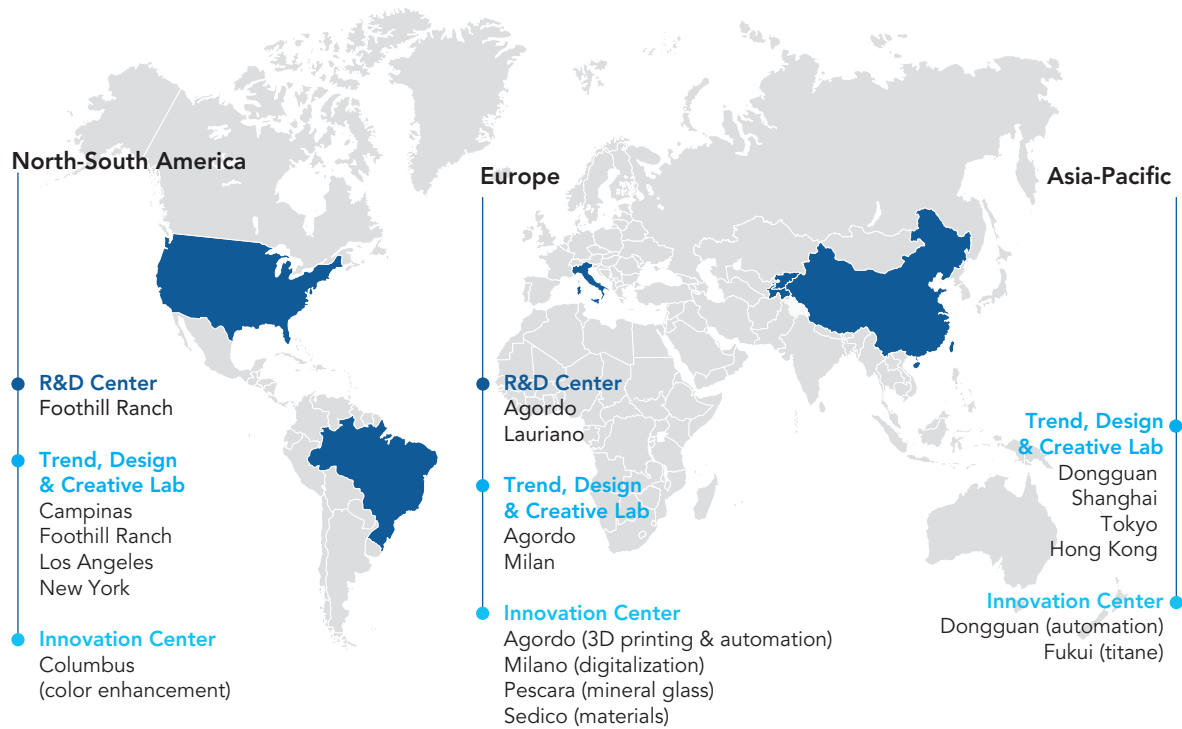 North-South America
R&D Center
Foothill Ranch
Trend, Design
& Creative Lab
Campinas
Foothill Ranch
Los Angeles
New York
Innovation Center
Columbus
(color enhancement)
Europe
R&D Center
Agordo
Lauriano
Trend, Design
& Creative Lab
Agordo
Milan
Innovation Center
Agordo (3D printing & automation)
Milano (digitalization)
Pescara (mineral glass)
Sedico (materials)
Asia-Pacific
Trend, Design
& Creative Lab
Dongguan
Shanghai
Tokyo
Hong Kong
Innovation Center
Dongguan (automation)
Fukui (titane)